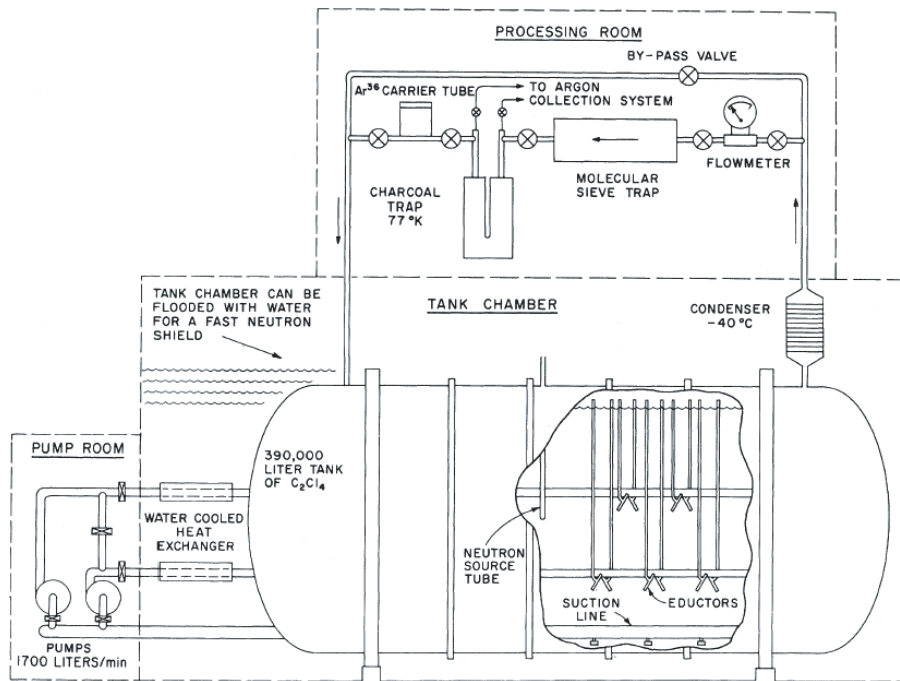 PROCESSING ROOM
BY-PASS VALVE
Ar³⁶ CARRIER TUBE
TO ARGON
COLLECTION SYSTEM
FLOWMETER
MOLECULAR
SIEVE TRAP
CHARCOAL
TRAP
77°K
TANK CHAMBER CAN BE
FLOODED WITH WATER
FOR A FAST NEUTRON
SHIELD
TANK CHAMBER
CONDENSER
-40°C
PUMP ROOM
390,000
LITER TANK
OF C₂Cl₄
WATER COOLED
HEAT
EXCHANGER
NEUTRON
SOURCE
TUBE
SUCTION
LINE
EDUCTORS
PUMPS
1700 LITERS/min